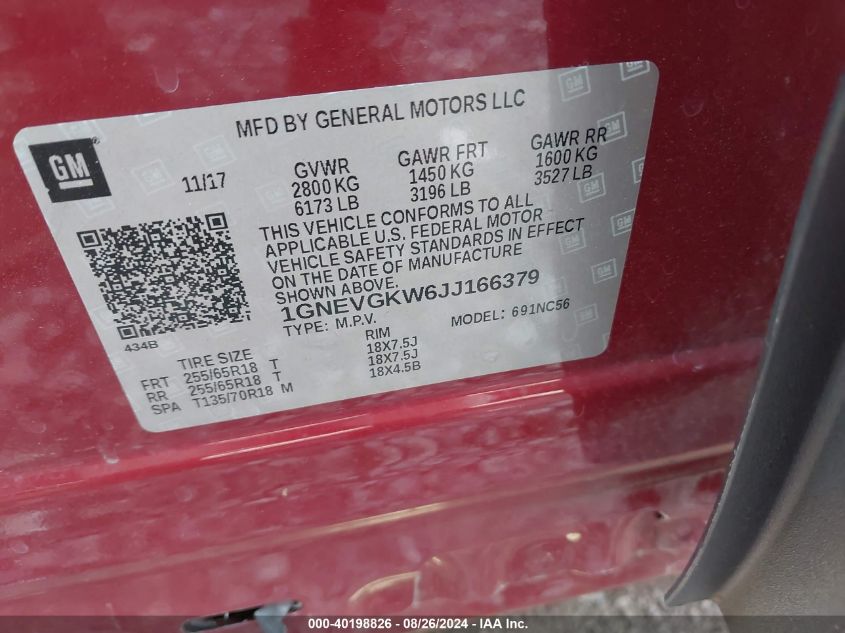 MFD BY GENERAL MOTORS LLC
GM
11/17
GVWR
2800 KG
6173 LB
GAWR FRT
1450 KG
3196 LB
GAWR RR
1600 KG
3527 LB
THIS VEHICLE CONFORMS TO ALL
APPLICABLE U.S. FEDERAL MOTOR
VEHICLE SAFETY STANDARDS IN EFFECT
ON THE DATE OF MANUFACTURE
SHOWN ABOVE.
1GNEVGKW6JJ166379
TYPE: M.P.V.
MODEL: 691NC56
434B
TIRE SIZE
RIM
FRT 255/65R18 T 18X7.5J
RR 255/65R18 T 18X7.5J
SPA T135/70R18 M 18X4.5B
000-40198826 - 08/26/2024 - IAA Inc.